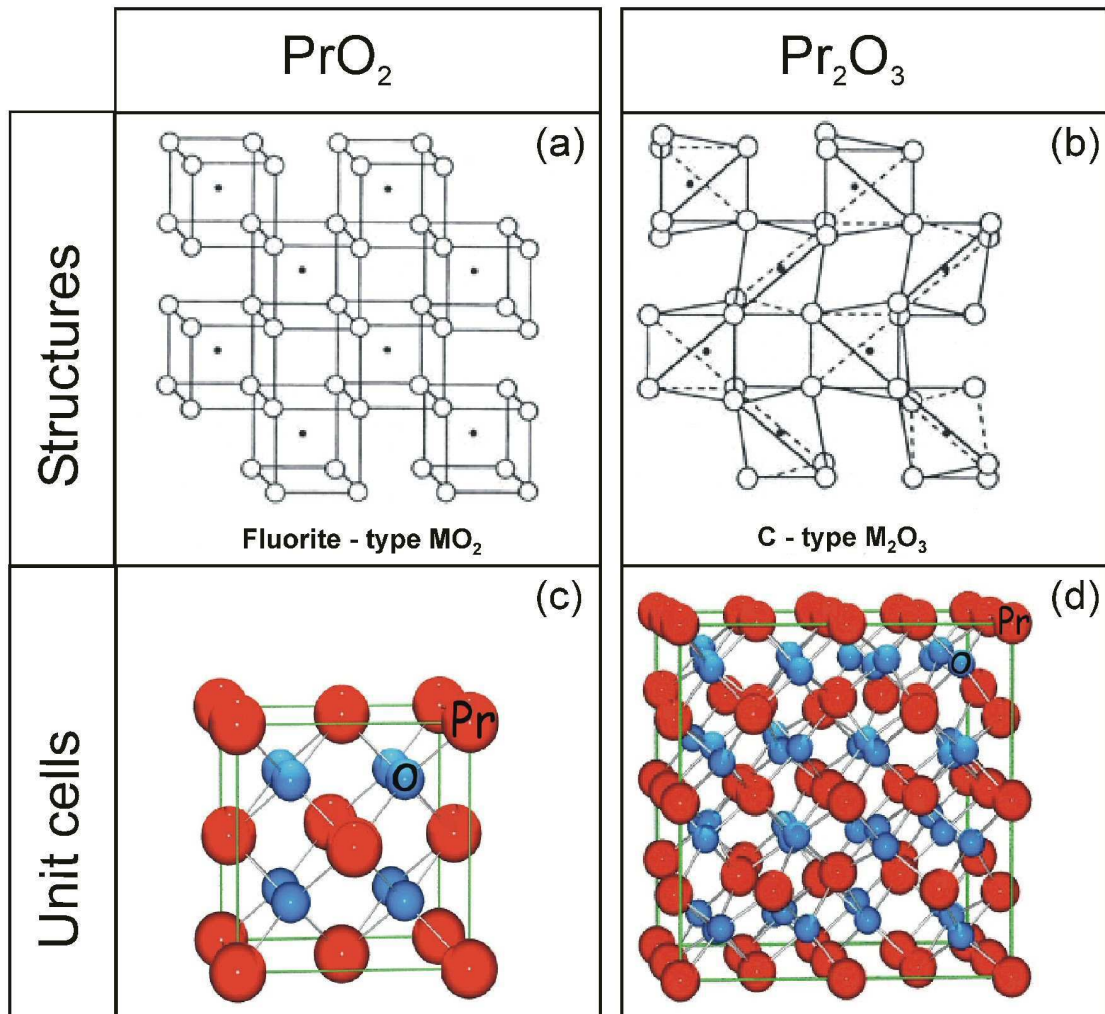 PrO₂
Pr₂O₃
Structures
(a)
(b)
Fluorite - type MO₂
C - type M₂O₃
Unit cells
(c)
Pr
O
(d)
Pr
O